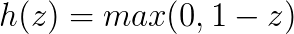 h(z) = max(0, 1 − z)